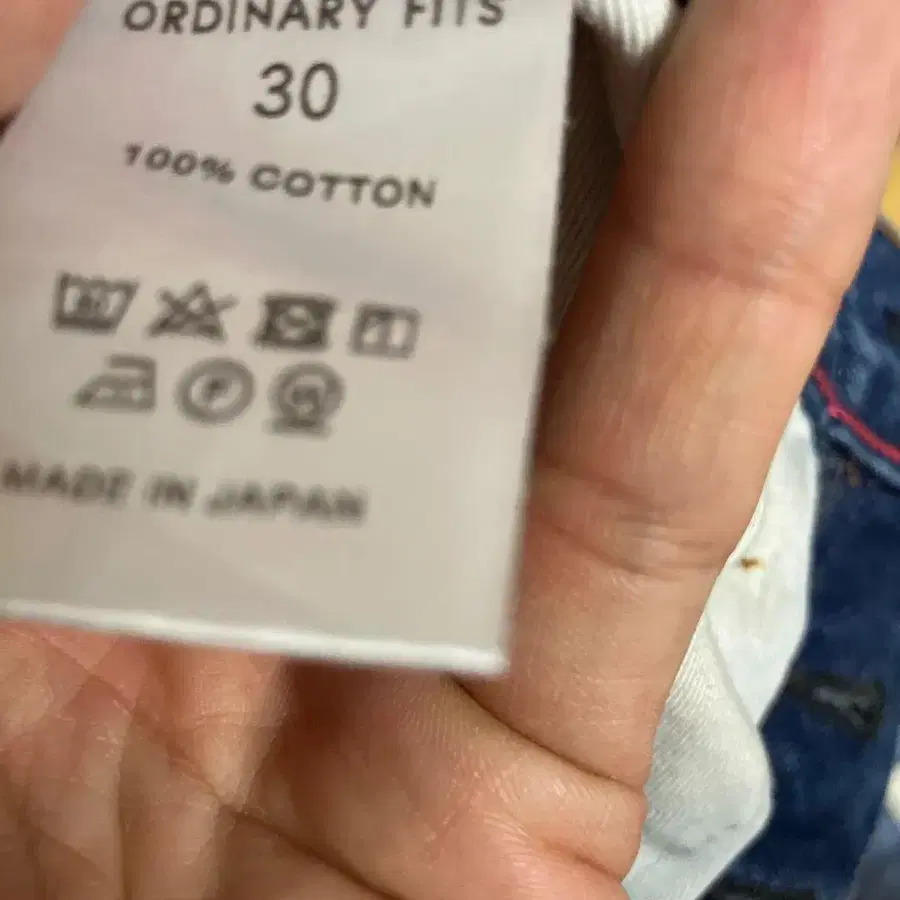 ORDINARY FITS
30
100% COTTON
F
W
MADE IN JAPAN